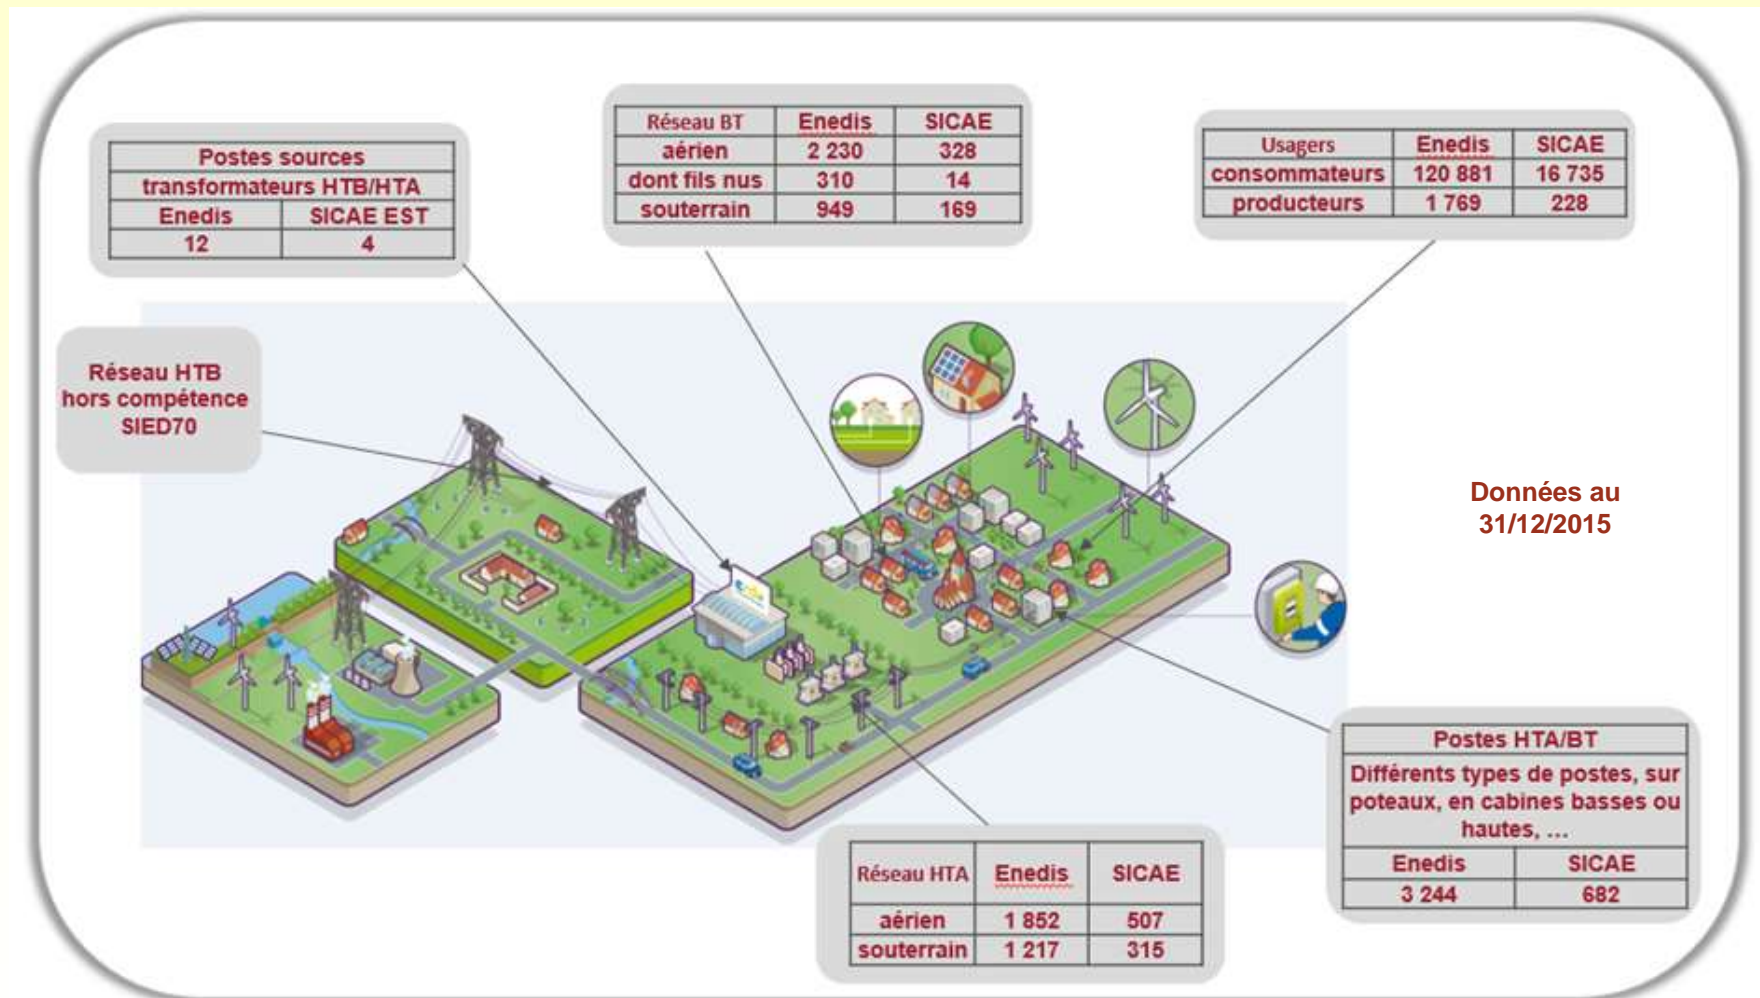 Postes sources
transformateurs HTB/HTA
Enedis SICAE EST
12 4
Réseau BT Enedis SICAE
aérien 2 230 328
dont fils nus 310 14
souterrain 949 169
Usagers Enedis SICAE
consommateurs 120 881 16 735
producteurs 1 769 228
Réseau HTB
hors compétence
SIED70
Données au
31/12/2015
Postes HTA/BT
Différents types de postes, sur
poteaux, en cabines basses ou
hautes, ...
Enedis SICAE
3 244 682
Réseau HTA Enedis SICAE
aérien 1 852 507
souterrain 1 217 315